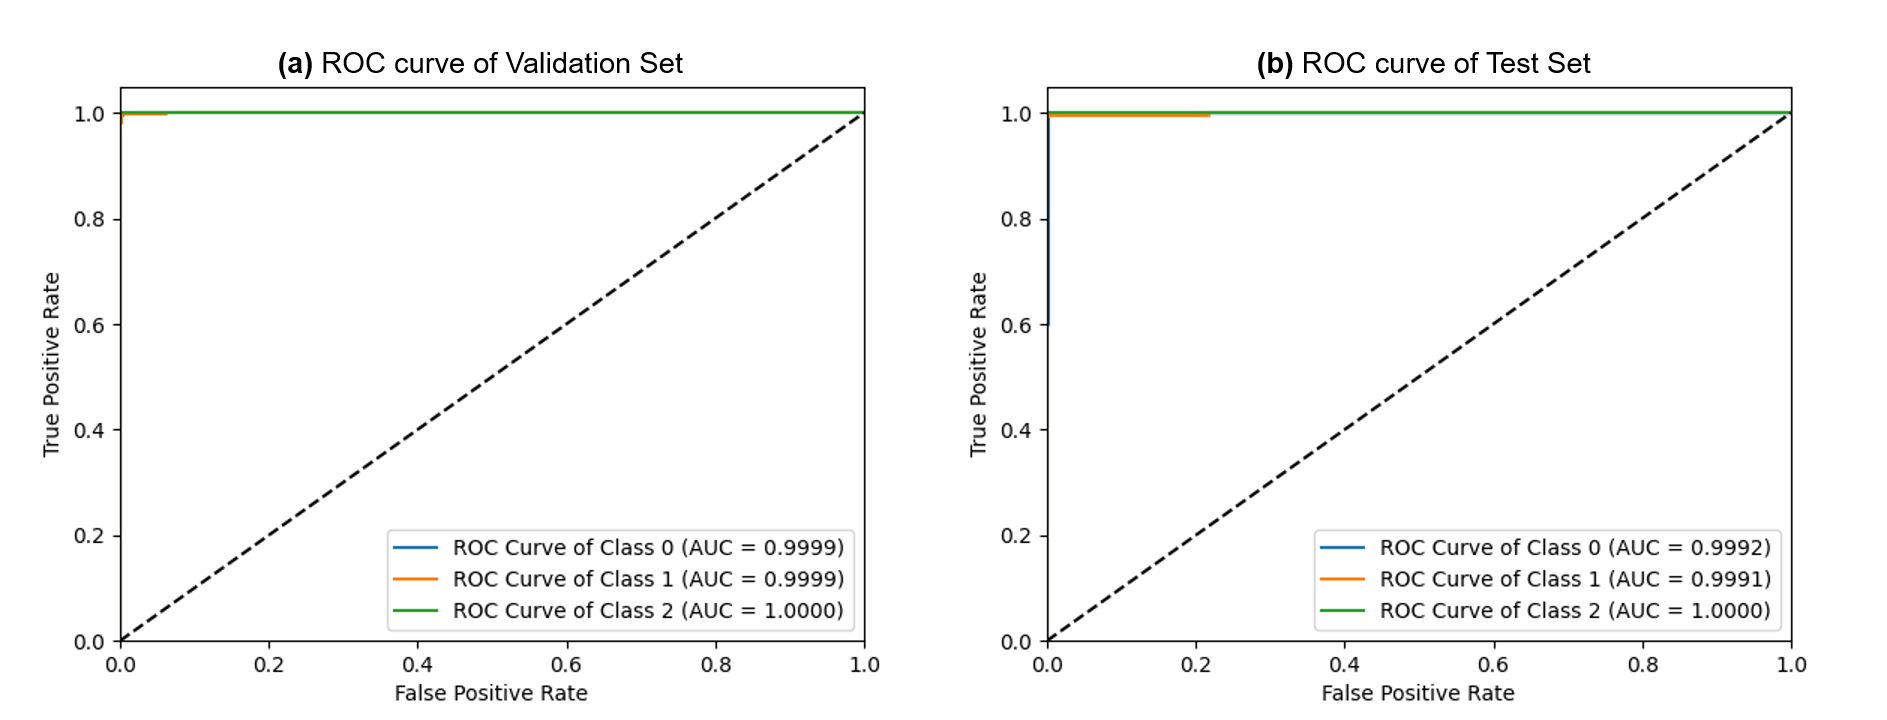 (a) ROC curve of Validation Set
1.0
0.8
0.6
0.4
0.2
0.0
True Positive Rate
ROC Curve of Class 0 (AUC = 0.9999)
ROC Curve of Class 1 (AUC = 0.9999)
ROC Curve of Class 2 (AUC = 1.0000)
0.0 0.2 0.4 0.6 0.8 1.0
False Positive Rate
(b) ROC curve of Test Set
1.0
0.8
0.6
0.4
0.2
0.0
True Positive Rate
ROC Curve of Class 0 (AUC = 0.9992)
ROC Curve of Class 1 (AUC = 0.9991)
ROC Curve of Class 2 (AUC = 1.0000)
0.0 0.2 0.4 0.6 0.8 1.0
False Positive Rate